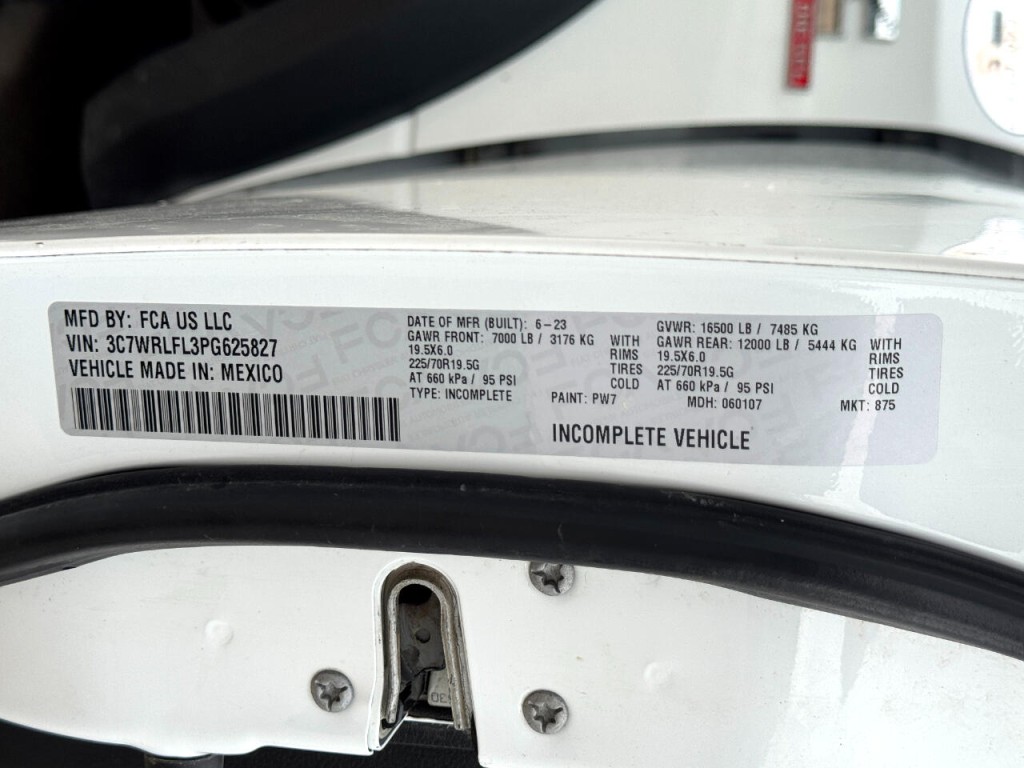 MFD BY: FCA US LLC
VIN: 3C7WRLFL3PG625827
VEHICLE MADE IN: MEXICO
DATE OF MFR (BUILT): 6-23
GAWR FRONT: 7000 LB / 3176 KG WITH
19.5X6.0 RIMS
225/70R19.5G TIRES
AT 660 kPa / 95 PSI COLD
TYPE: INCOMPLETE
GVWR: 16500 LB / 7485 KG
GAWR REAR: 12000 LB / 5444 KG WITH
19.5X6.0 RIMS
225/70R19.5G TIRES
AT 660 kPa / 95 PSI COLD
PAINT: PW7 MDH: 060107 MKT: 875
INCOMPLETE VEHICLE